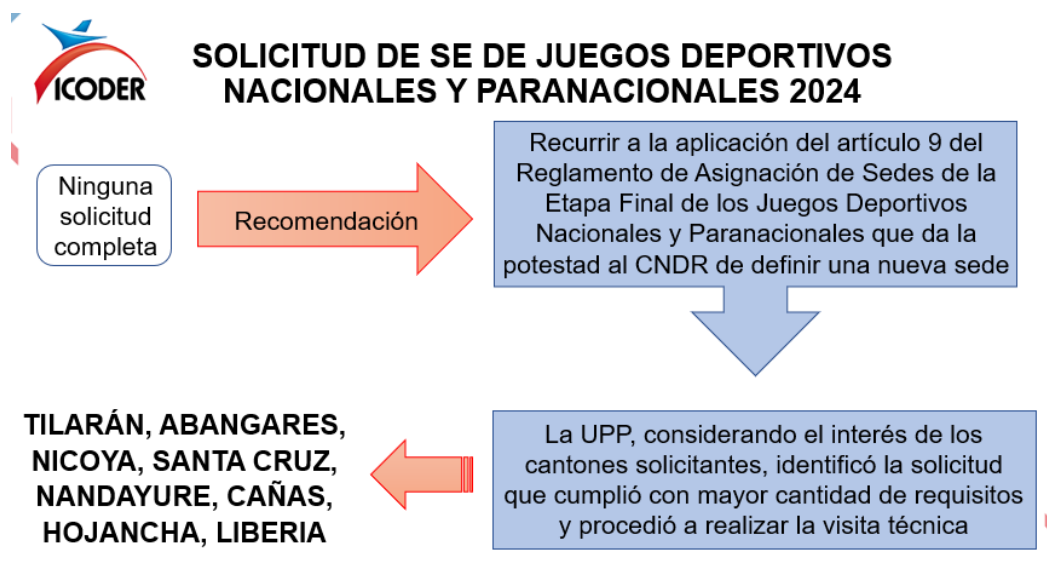 ICODER
SOLICITUD DE SE DE JUEGOS DEPORTIVOS
NACIONALES Y PARANACIONALES 2024
Ninguna
solicitud
completa
Recomendación
Recurrir a la aplicación del artículo 9 del
Reglamento de Asignación de Sedes de la
Etapa Final de los Juegos Deportivos
Nacionales y Paranacionales que da la
potestad al CNDR de definir una nueva sede
La UPP, considerando el interés de los
cantones solicitantes, identificó la solicitud
que cumplió con mayor cantidad de requisitos
y procedió a realizar la visita técnica
TILARÁN, ABANGARES,
NICOYA, SANTA CRUZ,
NANDAYURE, CAÑAS,
HOJANCHA, LIBERIA